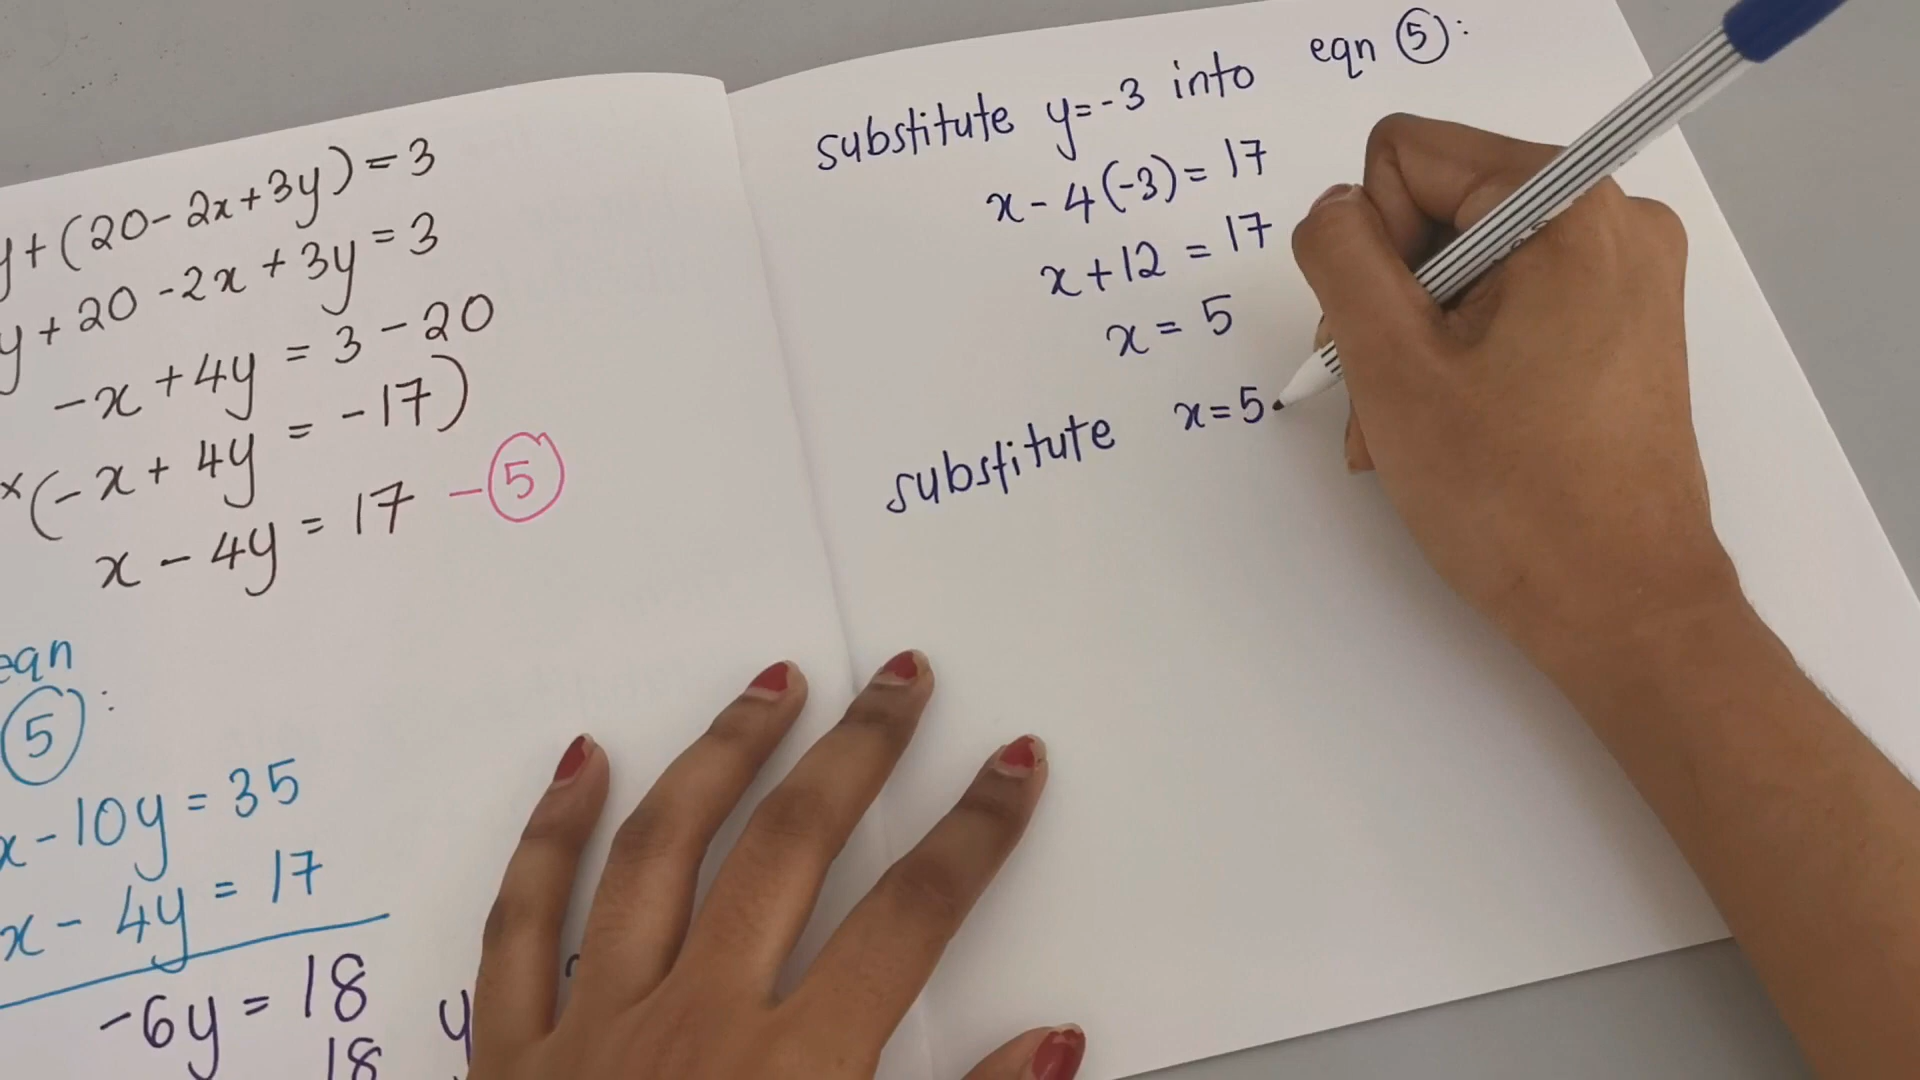 y+(20-2x+3y)=3
y+20-2x+3y=3
-x+4y=3-20
x(-x+4y=-17)
x-4y=17 -⑤
eqn
⑤:
x-10y=35
x-4y=17
-6y=18
18
y
substitute y=-3 into eqn ⑤:
x-4(-3)=17
x+12=17
x=5
substitute x=5